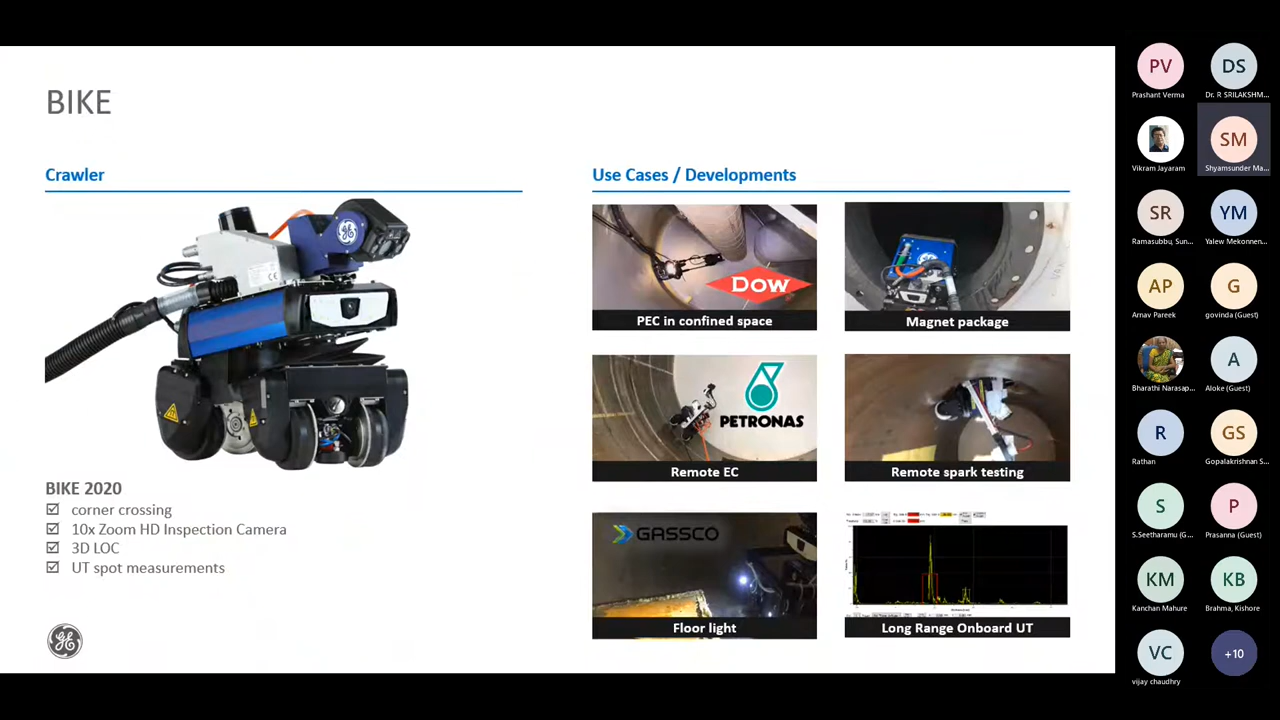 BIKE
Crawler
BIKE 2020
corner crossing
10x Zoom HD Inspection Camera
3D LOC
UT spot measurements
Use Cases / Developments
DOW
PEC in confined space
Magnet package
PETRONAS
Remote EC
Remote spark testing
GASSCO
Floor light
Long Range Onboard UT
PV
Prashant Verma
DS
Dr. R SRILAKSHM...
Vikram Jayaram
SM
Shyamsunder Ma...
SR
Ramasubbu, Sun...
YM
Yalew Mekonnen...
AP
Arnav Pareek
G
govinda (Guest)
Bharathi Narasap...
A
Aloke (Guest)
R
Rathan
GS
Gopalakrishnan S...
S
S.Seetharamu (G...
P
Prasanna (Guest)
KM
Kanchan Mahure
KB
Brahma, Kishore
VC
vijay chaudhry
+10